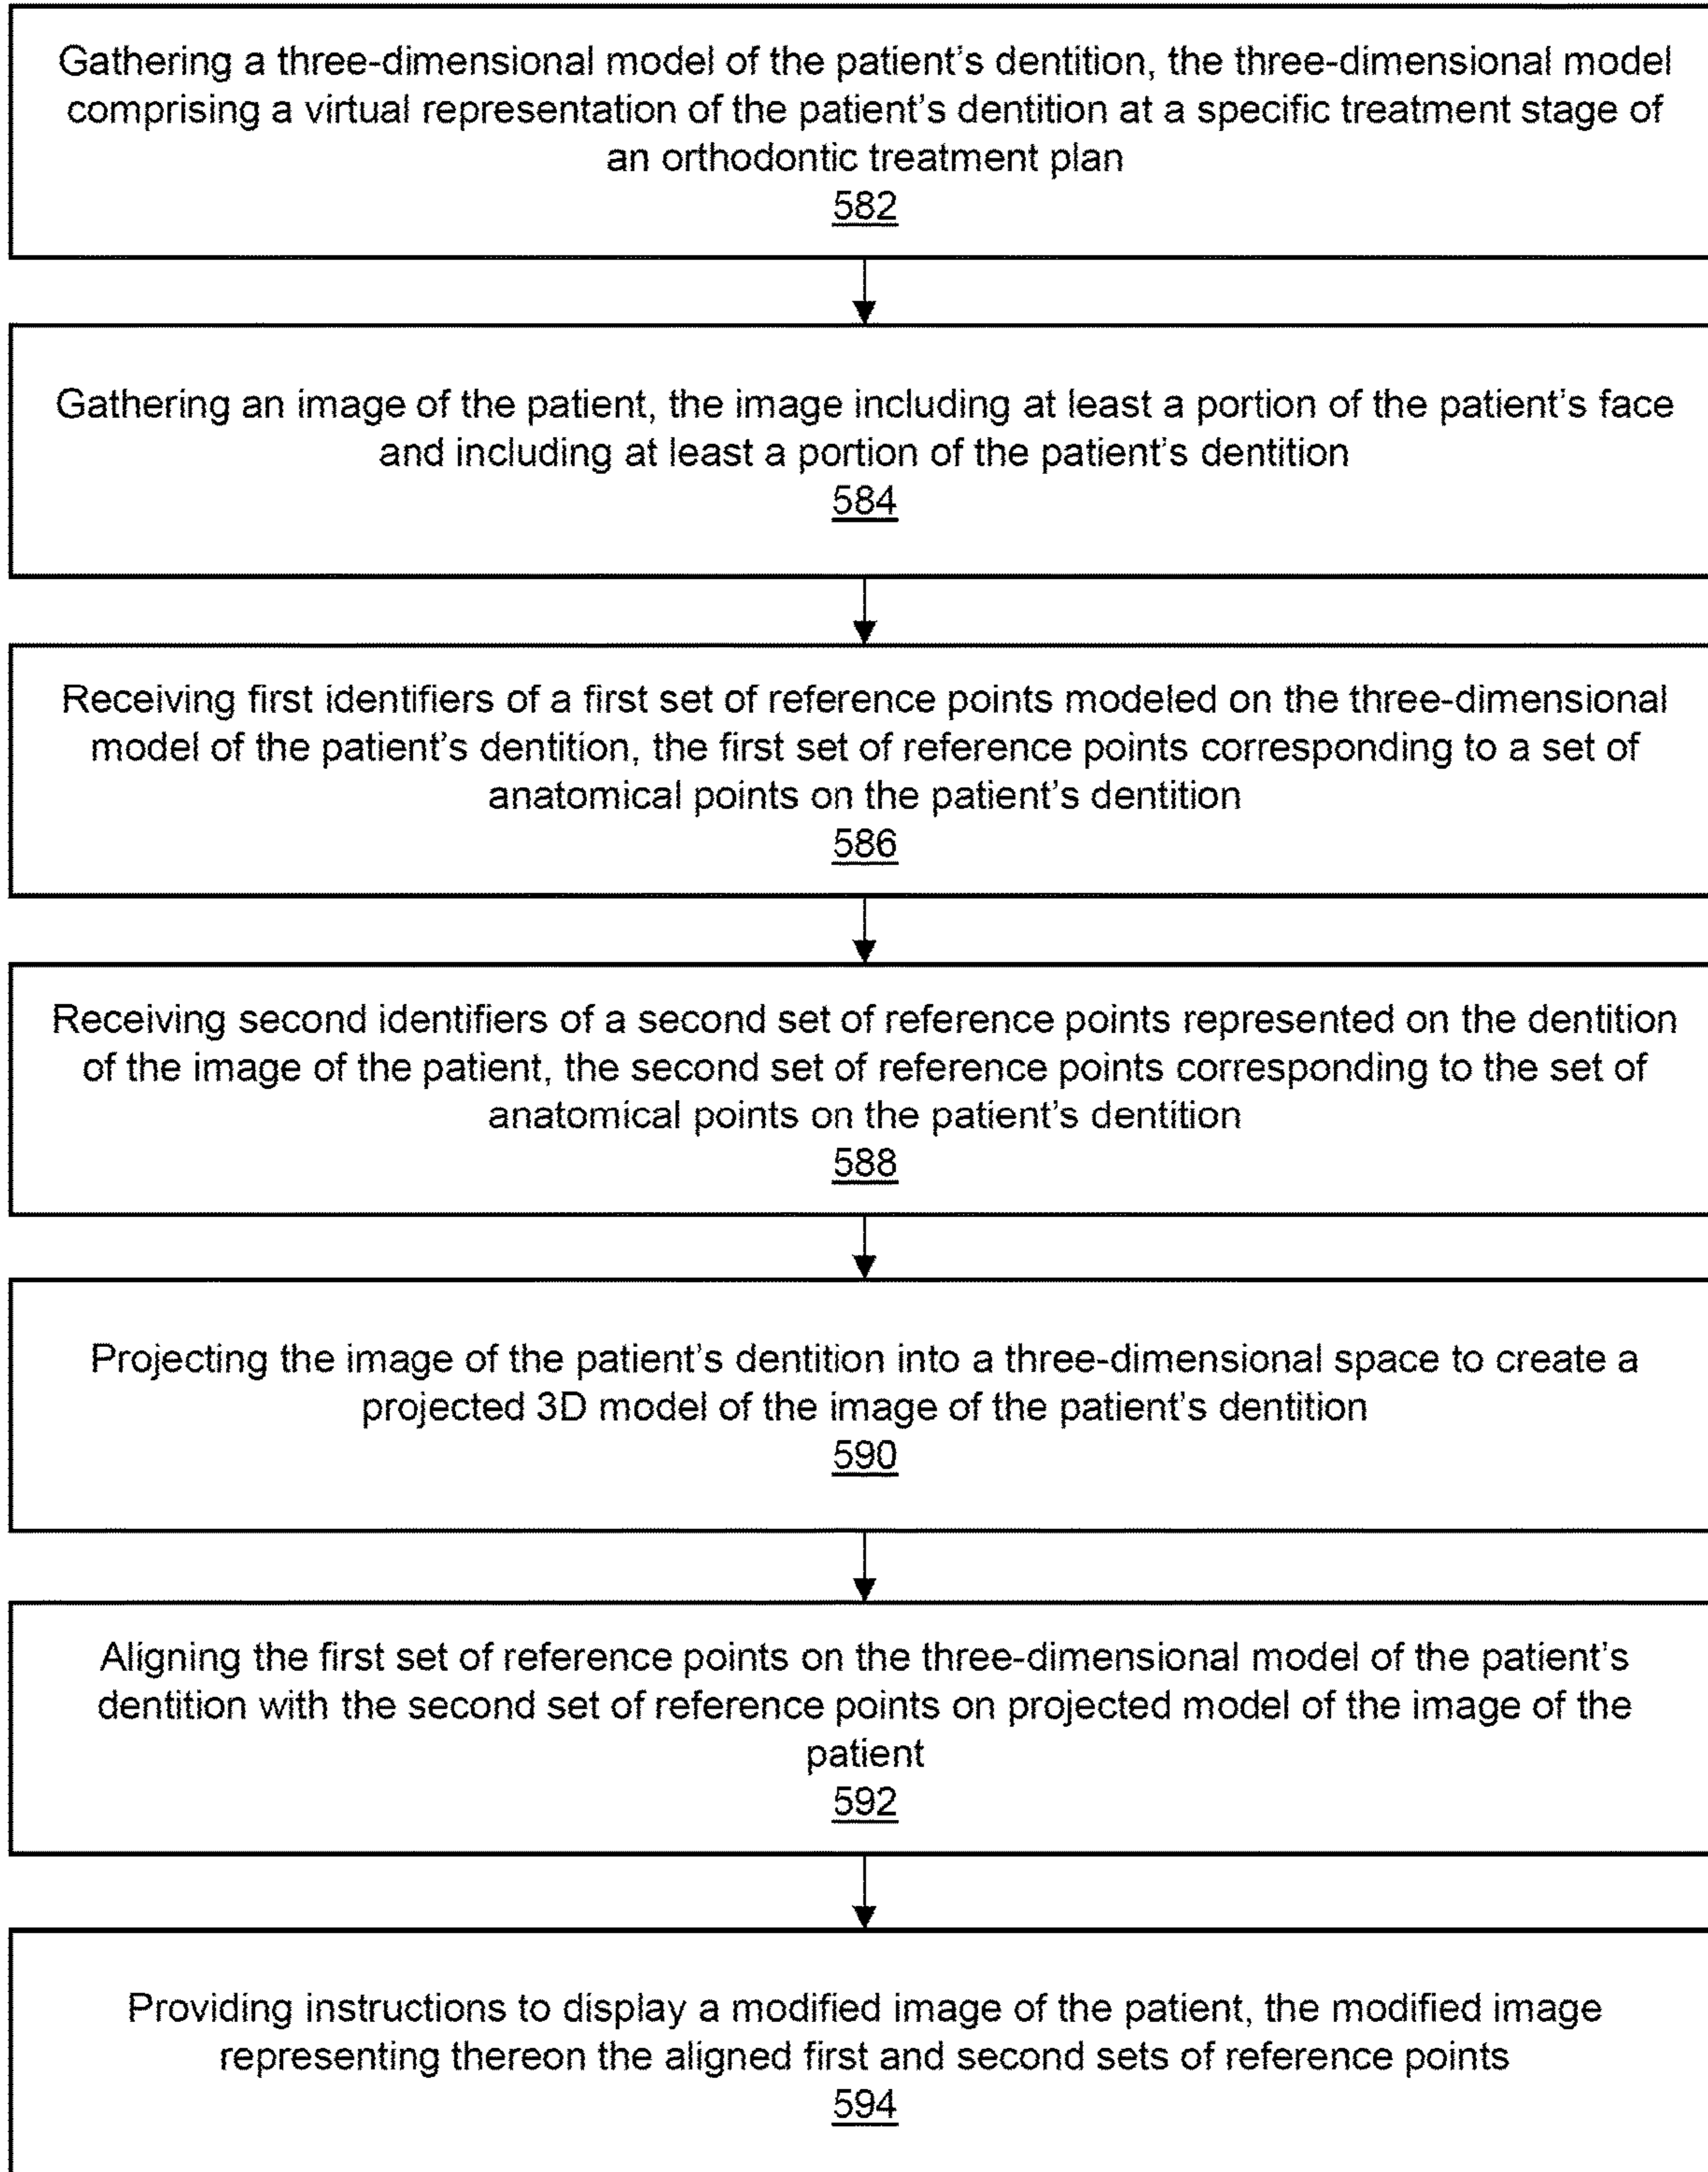 Gathering a three-dimensional model of the patient's dentition, the three-dimensional model
comprising a virtual representation of the patient's dentition at a specific treatment stage of
an orthodontic treatment plan
582
Gathering an image of the patient, the image including at least a portion of the patient's face
and including at least a portion of the patient's dentition
584
Receiving first identifiers of a first set of reference points modeled on the three-dimensional
model of the patient's dentition, the first set of reference points corresponding to a set of
anatomical points on the patient's dentition
586
Receiving second identifiers of a second set of reference points represented on the dentition
of the image of the patient, the second set of reference points corresponding to the set of
anatomical points on the patient's dentition
588
Projecting the image of the patient's dentition into a three-dimensional space to create a
projected 3D model of the image of the patient's dentition
590
Aligning the first set of reference points on the three-dimensional model of the patient's
dentition with the second set of reference points on projected model of the image of the
patient
592
Providing instructions to display a modified image of the patient, the modified image
representing thereon the aligned first and second sets of reference points
594